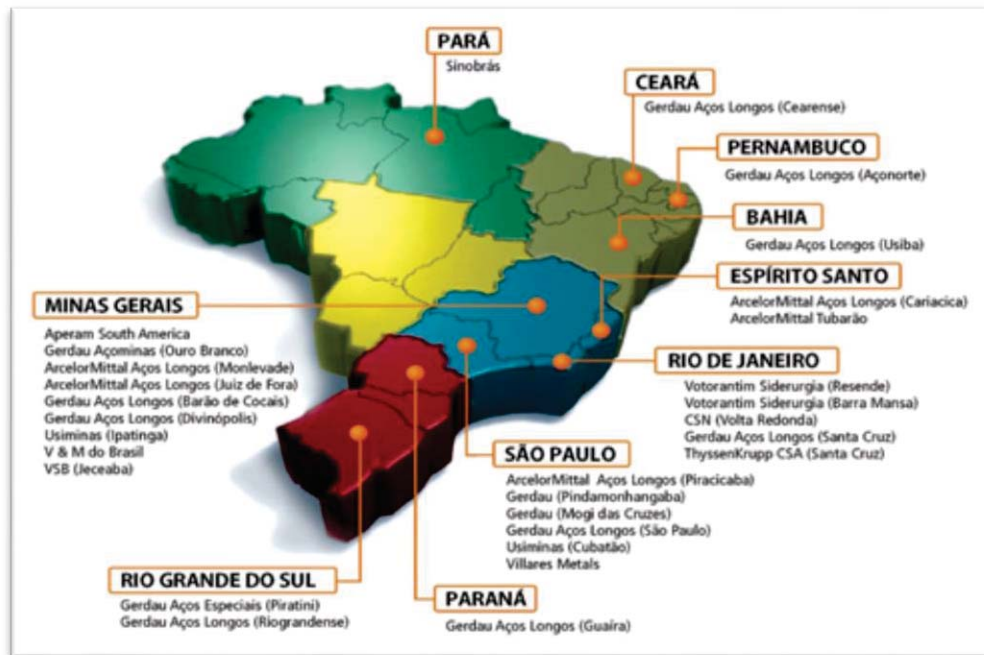 PARÁ
Sinobrás
CEARÁ
Gerdau Aços Longos (Cearense)
PERNAMBUCO
Gerdau Aços Longos (Açonorte)
BAHIA
Gerdau Aços Longos (Usiba)
ESPÍRITO SANTO
ArcelorMittal Aços Longos (Cariacica)
ArcelorMittal Tubarão
MINAS GERAIS
Aperam South America
Gerdau Açominas (Ouro Branco)
ArcelorMittal Aços Longos (Monlevade)
ArcelorMittal Aços Longos (Juiz de Fora)
Gerdau Aços Longos (Barão de Cocais)
Gerdau Aços Longos (Divinópolis)
Usiminas (Ipatinga)
V & M do Brasil
VSB (Jeceaba)
RIO DE JANEIRO
Votorantim Siderurgia (Resende)
Votorantim Siderurgia (Barra Mansa)
CSN (Volta Redonda)
Gerdau Aços Longos (Santa Cruz)
ThyssenKrupp CSA (Santa Cruz)
SÃO PAULO
ArcelorMittal Aços Longos (Piracicaba)
Gerdau (Pindamonhangaba)
Gerdau (Mogi das Cruzes)
Gerdau Aços Longos (São Paulo)
Usiminas (Cubatão)
Villares Metals
RIO GRANDE DO SUL
Gerdau Aços Especiais (Piratini)
Gerdau Aços Longos (Riograndense)
PARANÁ
Gerdau Aços Longos (Guaíra)